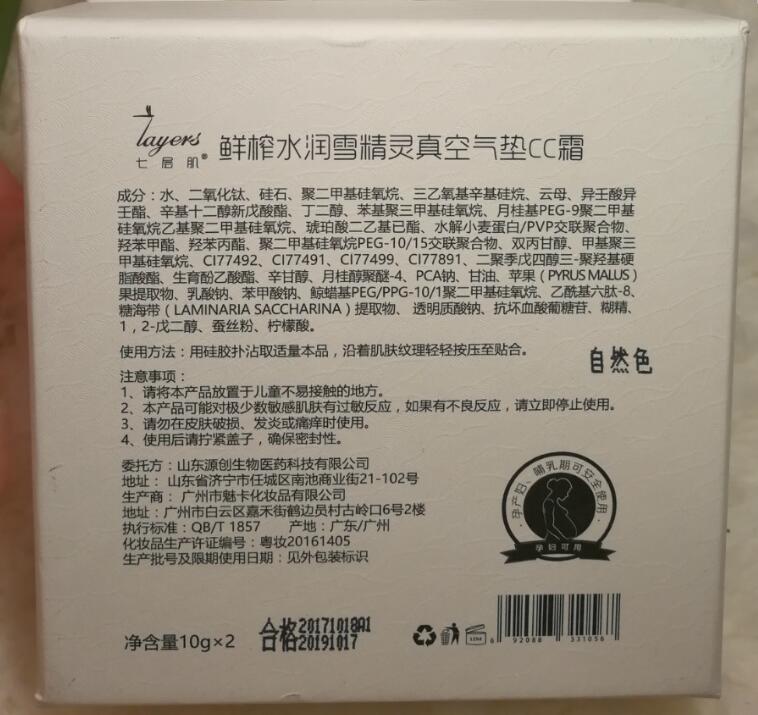 7layers
七层肌®
鲜榨水润雪精灵真空气垫CC霜
成分：水、二氧化钛、硅石、聚二甲基硅氧烷、三乙氧基辛基硅烷、云母、异壬酸异
壬酯、辛基十二醇新戊酸酯、丁二醇、苯基聚三甲基硅氧烷、月桂基PEG-9聚二甲基
硅氧烷乙基聚二甲基硅氧烷、琥珀酸二乙基已酯、水解小麦蛋白/PVP交联聚合物、
羟苯甲酯、羟苯丙酯、聚二甲基硅氧烷PEG-10/15交联聚合物、双丙甘醇、甲基聚三
甲基硅氧烷、CI77492、CI77491、CI77499、CI77891、二聚季戊四醇三-聚羟基硬
脂酸酯、生育酚乙酸酯、辛甘醇、月桂醇聚醚-4、PCA钠、甘油、苹果（PYRUS MALUS）
果提取物、乳酸钠、苯甲酸钠、鲸蜡基PEG/PPG-10/1聚二甲基硅氧烷、乙酰基六肽-8、
糖海带（LAMINARIA SACCHARINA）提取物、透明质酸钠、抗坏血酸葡糖苷、糊精、
1，2-戊二醇、蚕丝粉、柠檬酸。
使用方法：用硅胶扑沾取适量本品，沿着肌肤纹理轻轻按压至贴合。
自然色
注意事项：
1、请将本产品放置于儿童不易接触的地方。
2、本产品可能对极少数敏感肌肤有过敏反应，如果有不良反应，请立即停止使用。
3、请勿在皮肤破损、发炎或痛痒时使用。
4、使用后请拧紧盖子，确保密封性。
委托方：山东源创生物医药科技有限公司
地址：山东省济宁市任城区南池商业街21-102号
生产商：广州市魅卡化妆品有限公司
地址：广州市白云区嘉禾街鹤边员村古岭口6号2楼
执行标准：QB/T 1857 产地：广东/广州
化妆品生产许可证编号：粤妆20161405
生产批号及限期使用日期：见外包装标识
孕产妇、哺乳期可安全使用
孕妇可用
净含量10g×2
合格20171018A1
20191017
12M
6 92088 331056